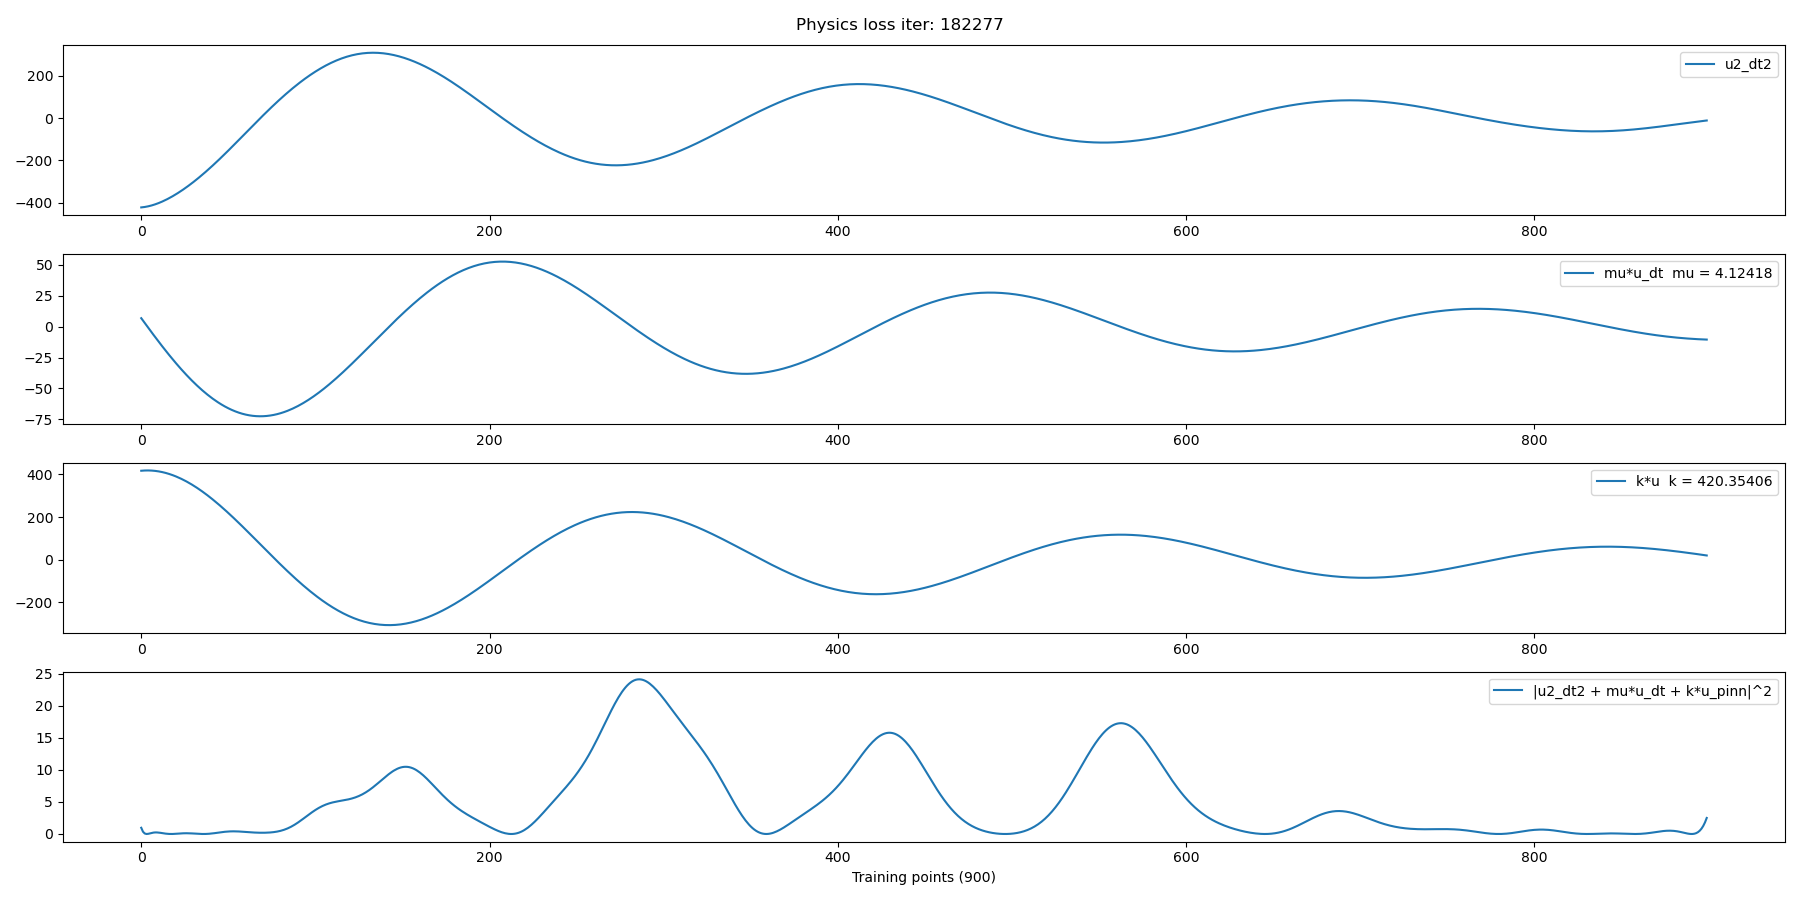 Physics loss iter: 182277
u2_dt2
200
0
−200
−400
0 200 400 600 800
mu*u_dt  mu = 4.12418
50
25
0
−25
−50
−75
0 200 400 600 800
k*u  k = 420.35406
400
200
0
−200
0 200 400 600 800
|u2_dt2 + mu*u_dt + k*u_pinn|^2
25
20
15
10
5
0
0 200 400 600 800
Training points (900)